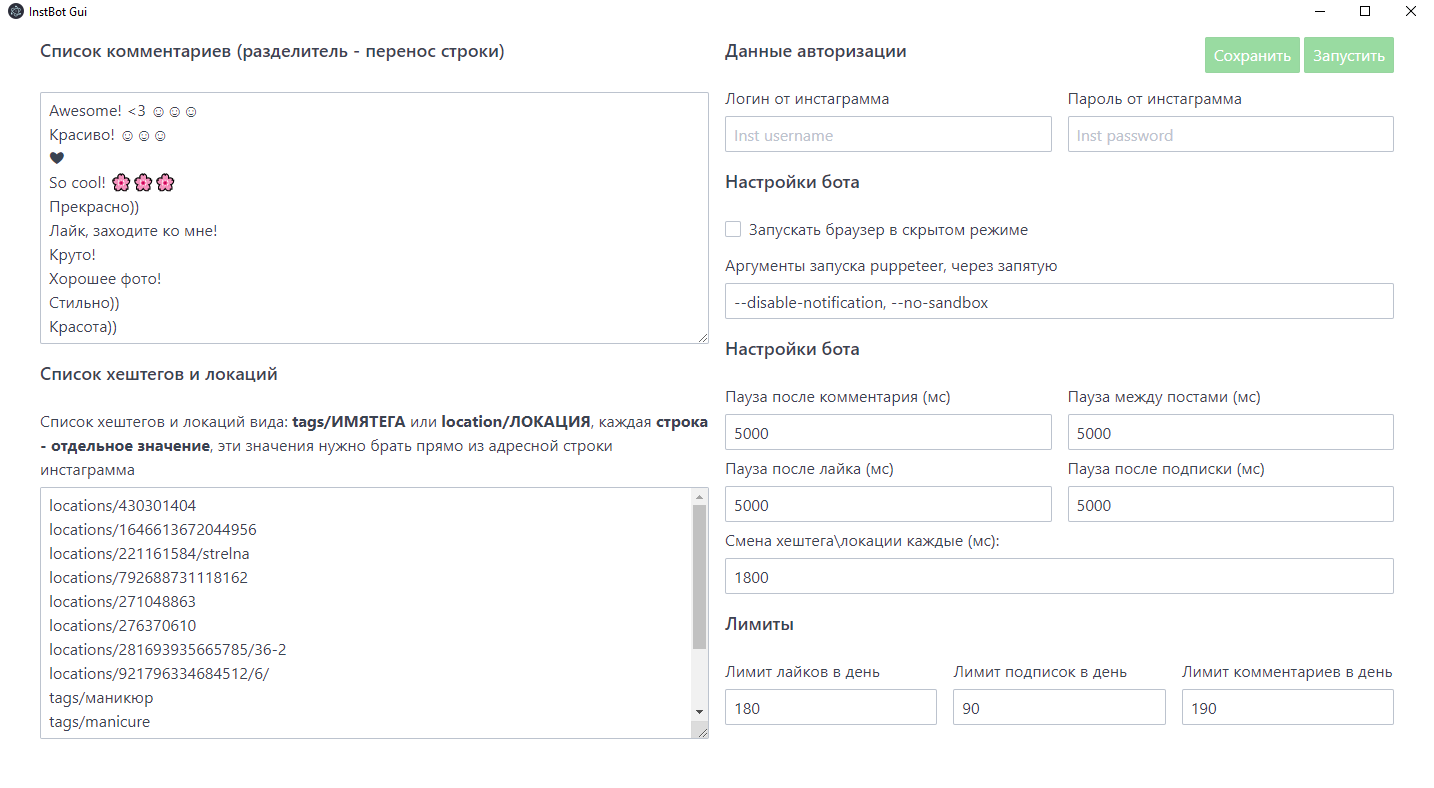 InstBot Gui
Список комментариев (разделитель - перенос строки)
Awesome! <3 ☺☺☺
Красиво! ☺☺☺
♥
So cool! 🌸🌸🌸
Прекрасно))
Лайк, заходите ко мне!
Круто!
Хорошее фото!
Стильно))
Красота))
Список хештегов и локаций
Список хештегов и локаций вида: tags/ИМЯТЕГА или location/ЛОКАЦИЯ, каждая строка
- отдельное значение, эти значения нужно брать прямо из адресной строки
инстаграмма
locations/430301404
locations/1646613672044956
locations/221161584/strelna
locations/792688731118162
locations/271048863
locations/276370610
locations/281693935665785/36-2
locations/921796334684512/6/
tags/маникюр
tags/manicure
Данные авторизации
Сохранить
Запустить
Логин от инстаграмма
Пароль от инстаграмма
Inst username
Inst password
Настройки бота
Запускать браузер в скрытом режиме
Аргументы запуска puppeteer, через запятую
--disable-notification, --no-sandbox
Настройки бота
Пауза после комментария (мс)
Пауза между постами (мс)
5000
5000
Пауза после лайка (мс)
Пауза после подписки (мс)
5000
5000
Смена хештега\локации каждые (мс):
1800
Лимиты
Лимит лайков в день
Лимит подписок в день
Лимит комментариев в день
180
90
190